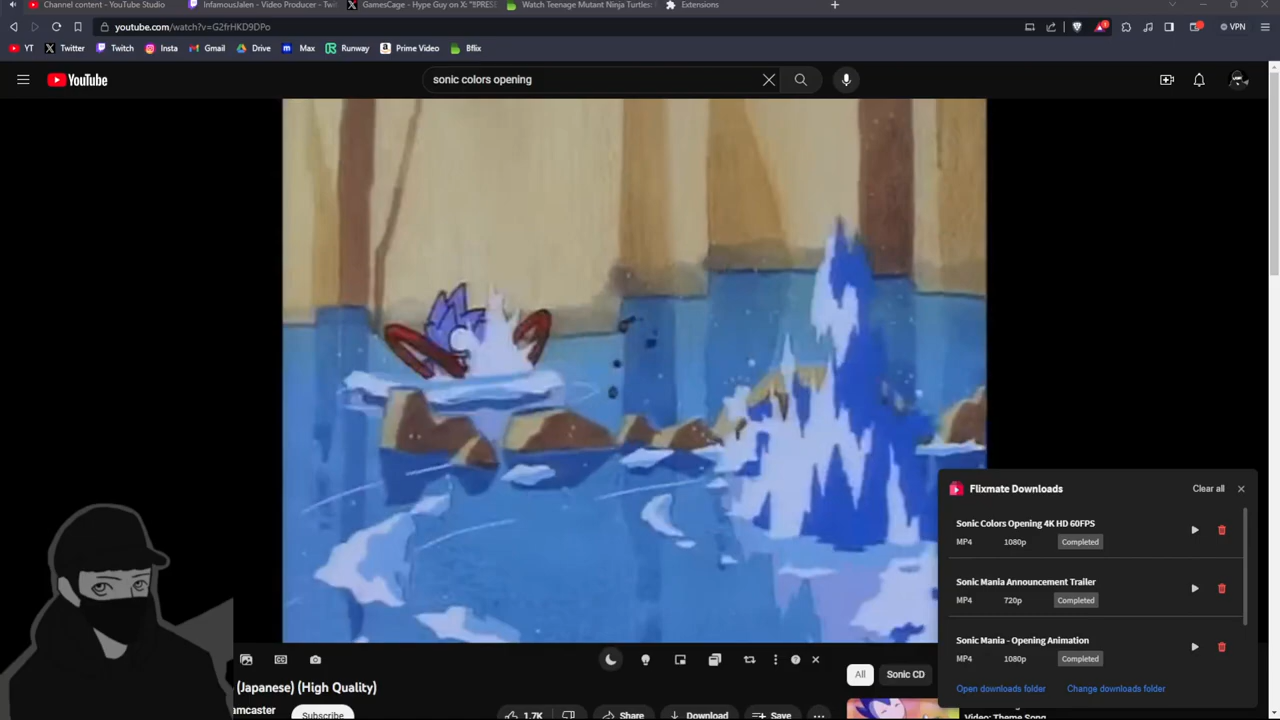 Channel content - YouTube Studio
InfamousJalen - Video Producer - Twit
GamesCage - Hype Guy on X: "@PRESE
Watch Teenage Mutant Ninja Turtles:
Extensions
youtube.com/watch?v=G2frHKD9DPo
VPN
YT
Twitter
Twitch
Insta
Gmail
Drive
Max
Runway
Prime Video
Bflix
YouTube
sonic colors opening
Flixmate Downloads
Clear all
Sonic Colors Opening 4K HD 60FPS
MP4 1080p Completed
Sonic Mania Announcement Trailer
MP4 720p Completed
Sonic Mania - Opening Animation
MP4 1080p Completed
Open downloads folder
Change downloads folder
All
Sonic CD
(Japanese) (High Quality)
amcaster
Subscribe
1.7K
Share
Download
Save
Video: Theme Song